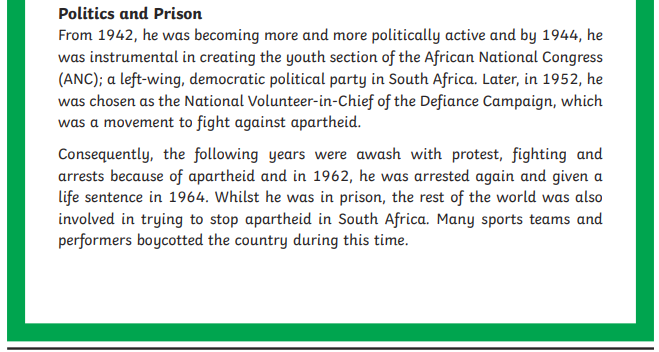 Politics and Prison
From 1942, he was becoming more and more politically active and by 1944, he
was instrumental in creating the youth section of the African National Congress
(ANC); a left-wing, democratic political party in South Africa. Later, in 1952, he
was chosen as the National Volunteer-in-Chief of the Defiance Campaign, which
was a movement to fight against apartheid.
Consequently, the following years were awash with protest, fighting and
arrests because of apartheid and in 1962, he was arrested again and given a
life sentence in 1964. Whilst he was in prison, the rest of the world was also
involved in trying to stop apartheid in South Africa. Many sports teams and
performers boycotted the country during this time.